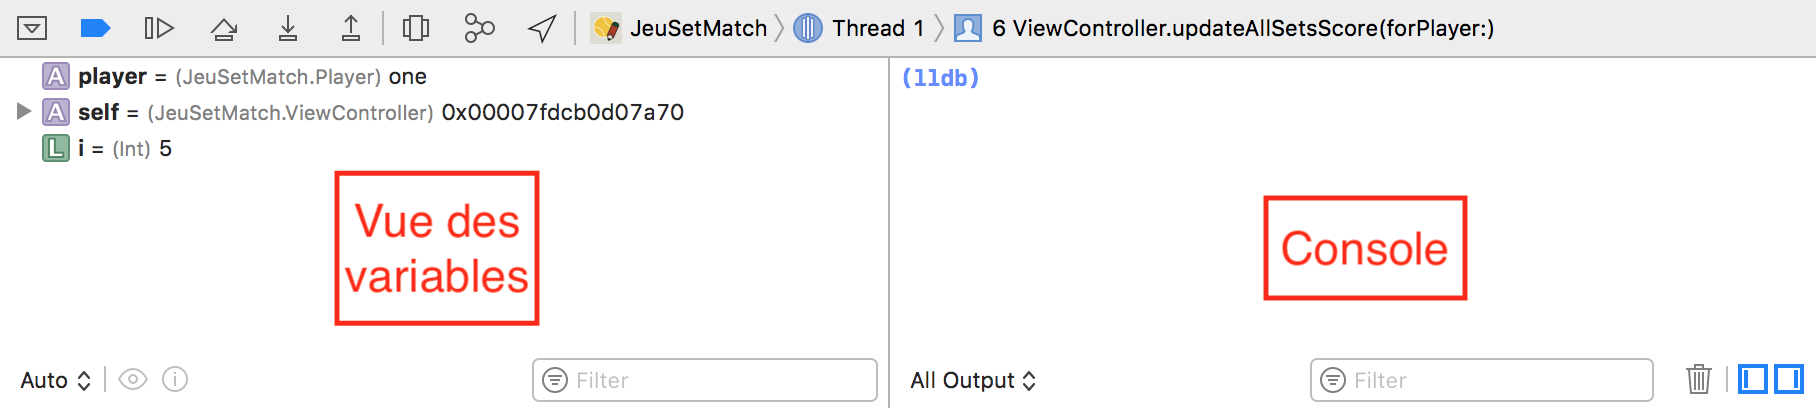 JeuSetMatch Thread 1 6 ViewController.updateAllSetsScore(forPlayer:)
A player = (JeuSetMatch.Player) one
A self = (JeuSetMatch.ViewController) 0x00007fdcb0d07a70
L i = (Int) 5
Vue des
variables
Auto
Filter
(lldb)
Console
All Output
Filter